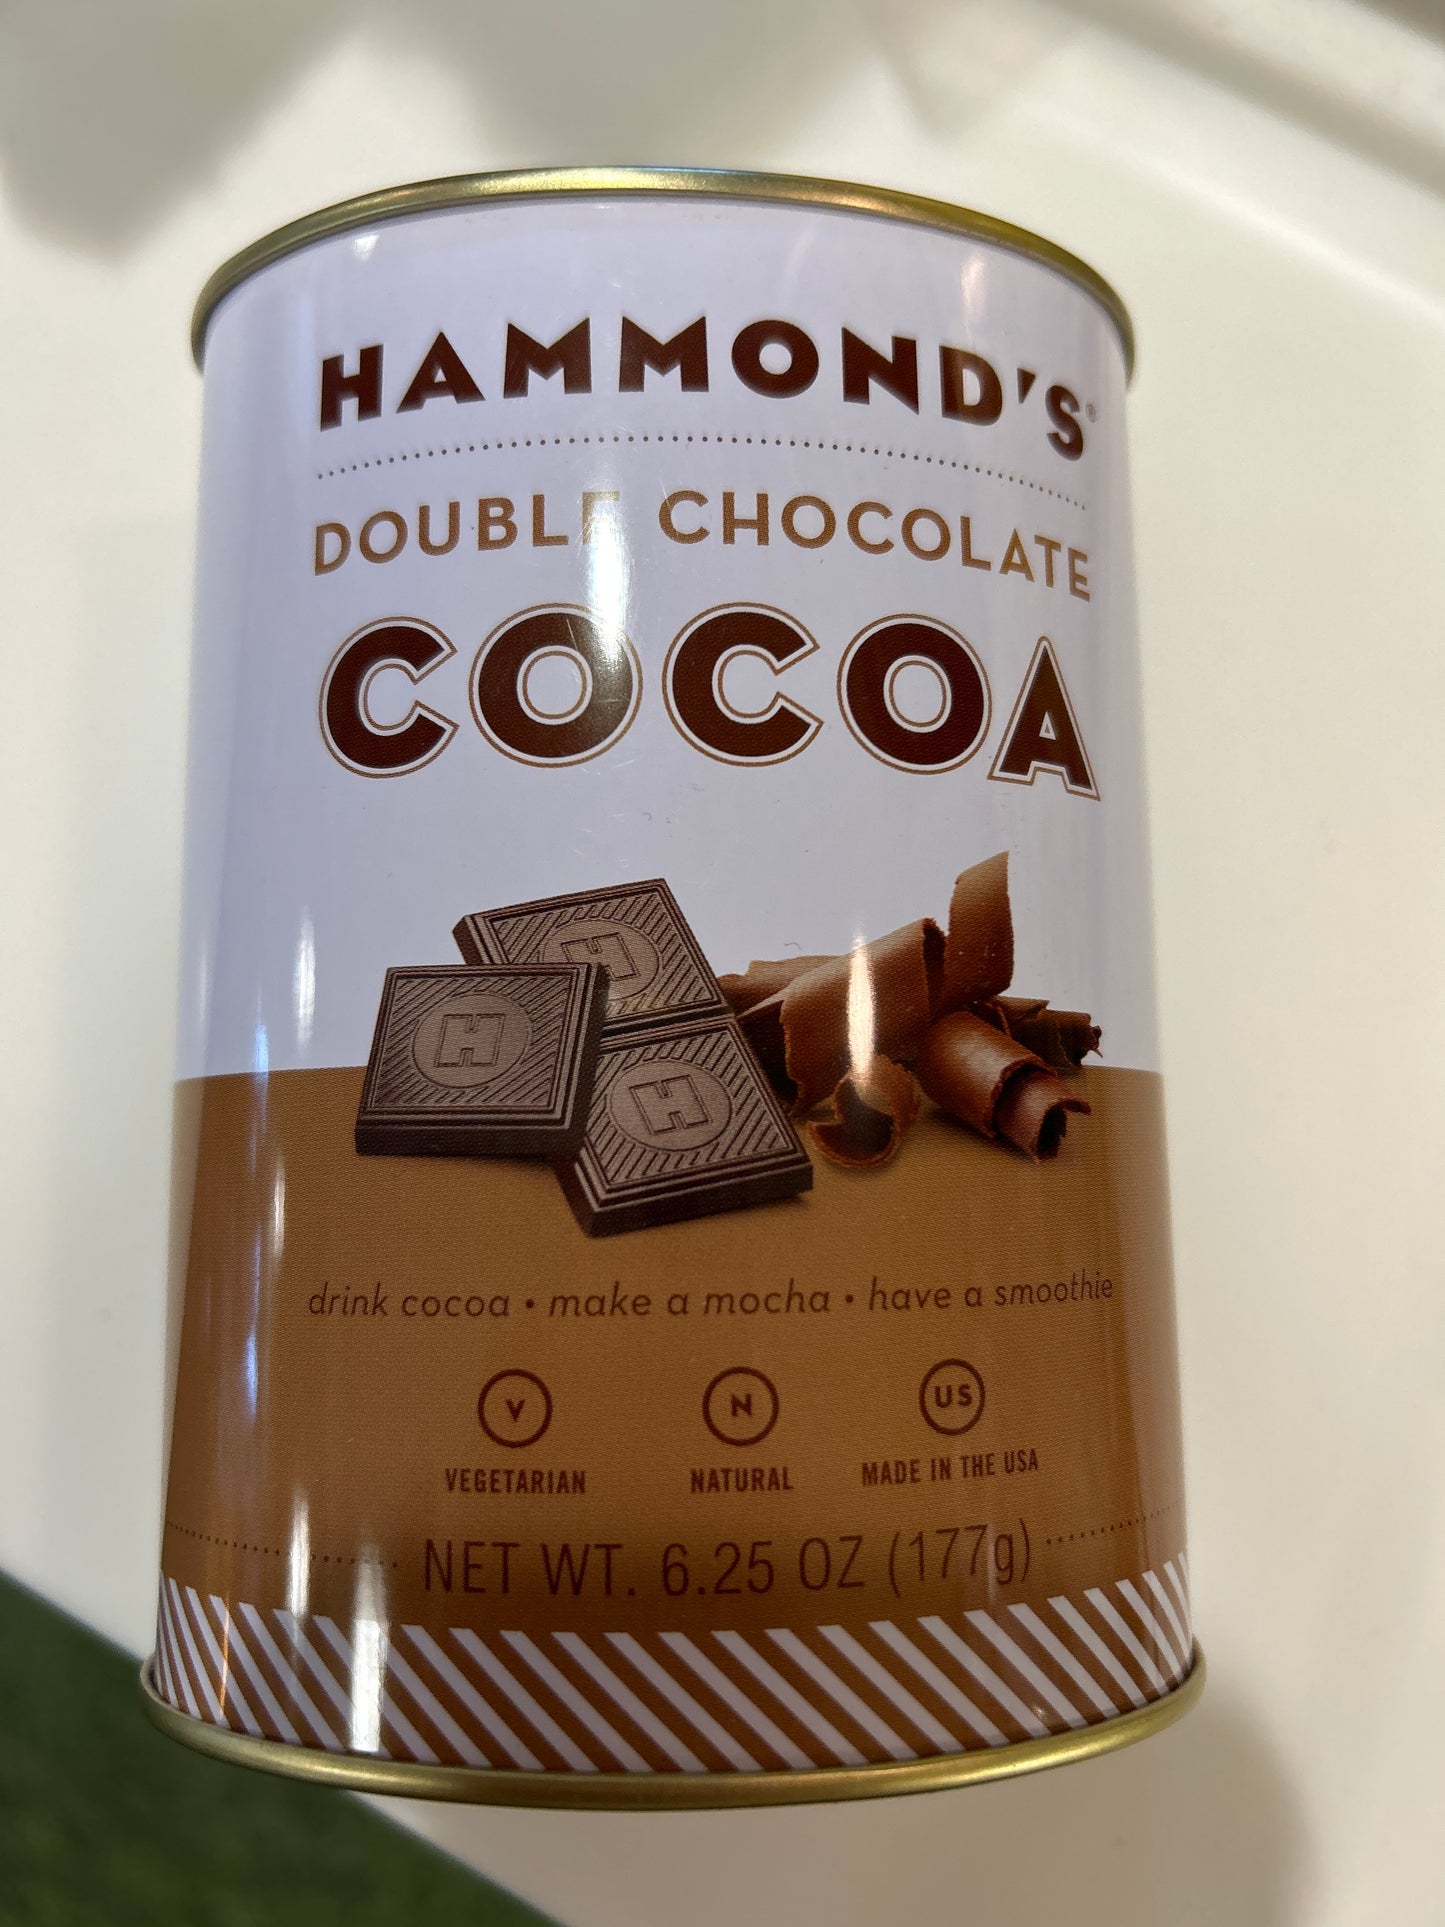 HAMMOND'S®
DOUBLE CHOCOLATE
COCOA
H
H
H
drink cocoa • make a mocha • have a smoothie
V N US
VEGETARIAN NATURAL MADE IN THE USA
NET WT. 6.25 OZ (177g)